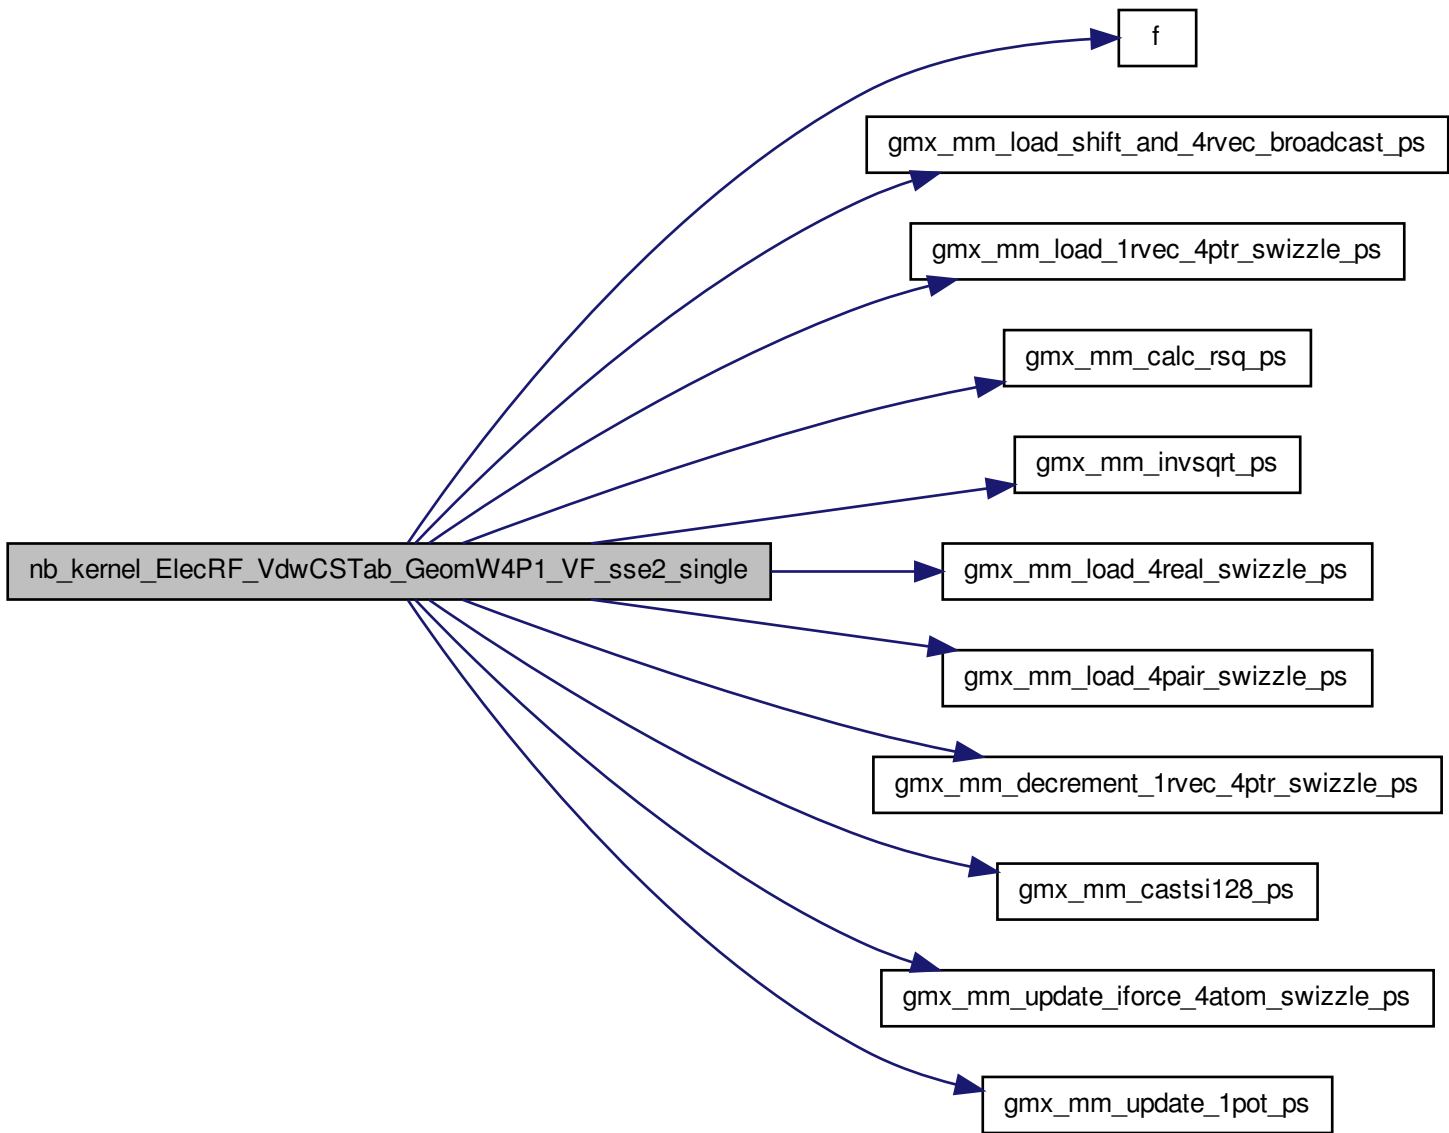 f
gmx_mm_load_shift_and_4rvec_broadcast_ps
gmx_mm_load_1rvec_4ptr_swizzle_ps
gmx_mm_calc_rsq_ps
gmx_mm_invsqrt_ps
nb_kernel_ElecRF_VdwCSTab_GeomW4P1_VF_sse2_single
gmx_mm_load_4real_swizzle_ps
gmx_mm_load_4pair_swizzle_ps
gmx_mm_decrement_1rvec_4ptr_swizzle_ps
gmx_mm_castsi128_ps
gmx_mm_update_iforce_4atom_swizzle_ps
gmx_mm_update_1pot_ps